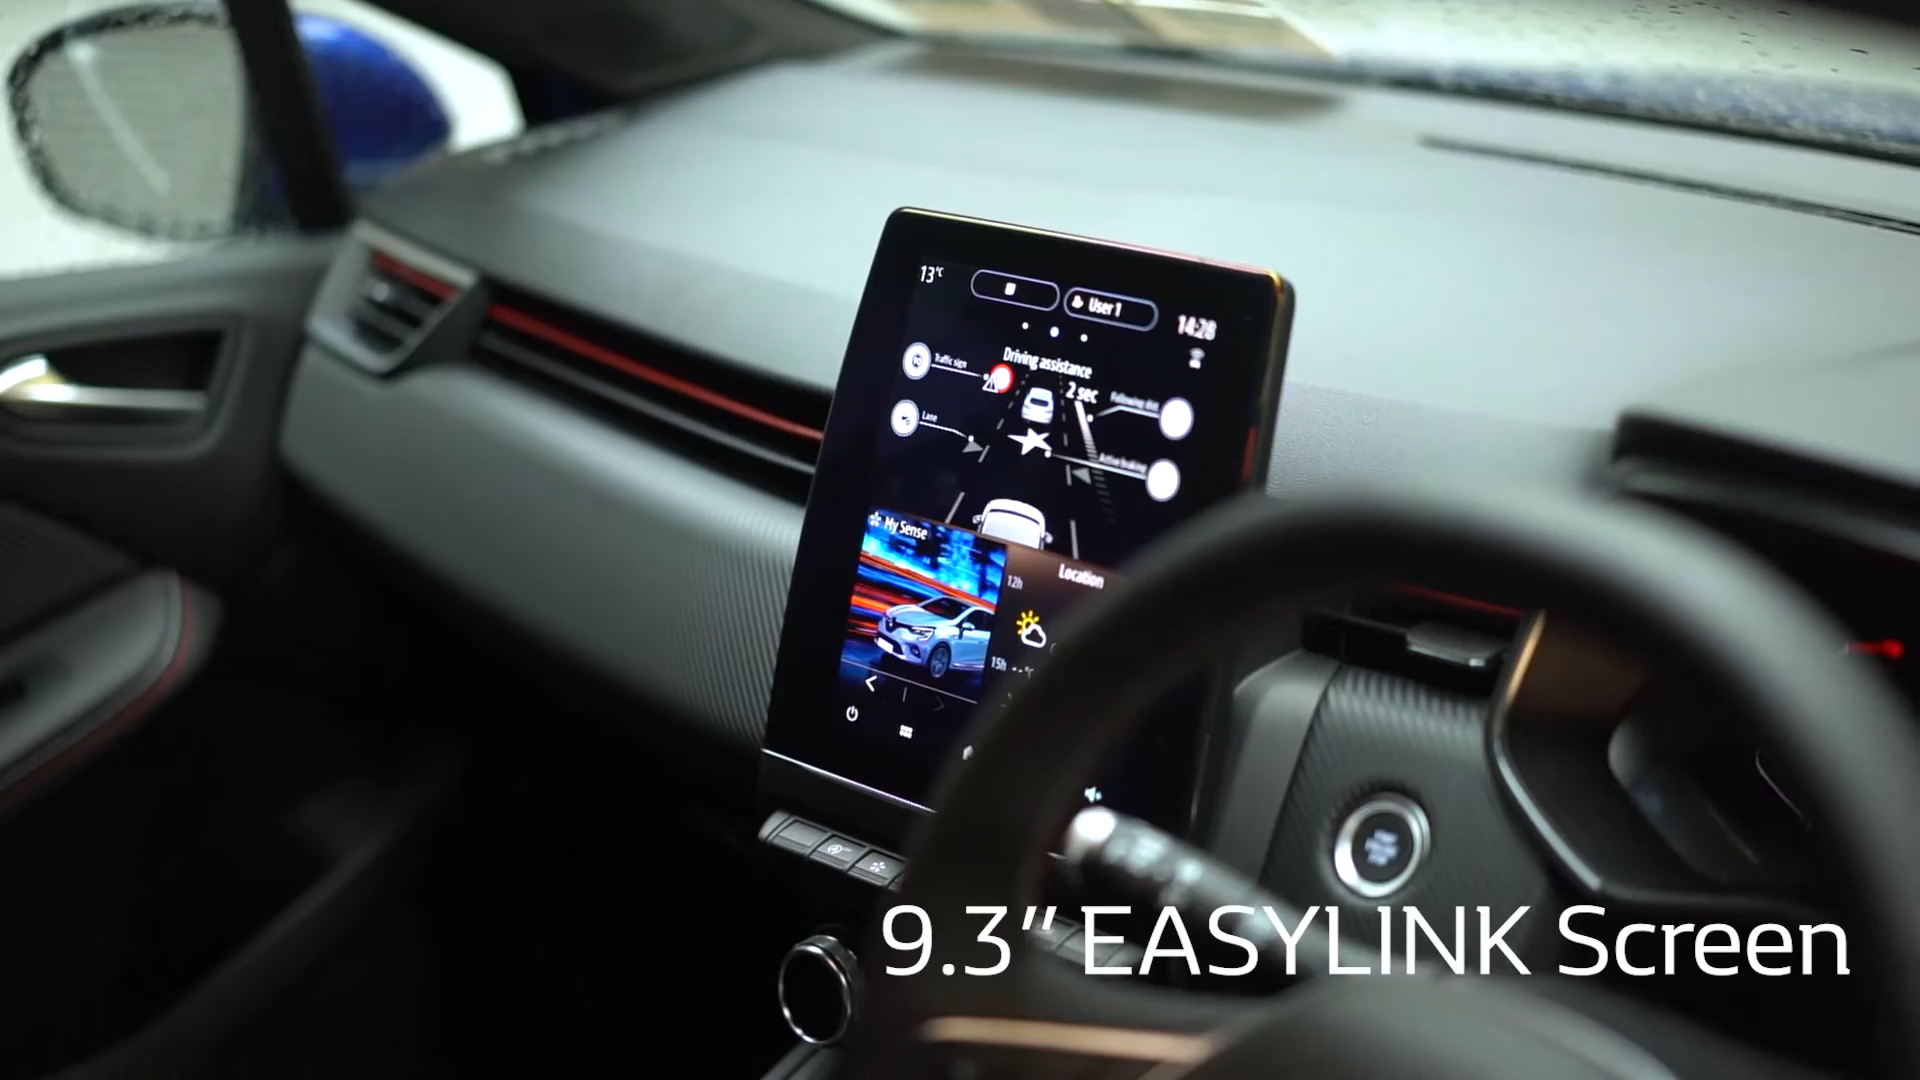 13°C
User 1
14:28
Driving assistance
Traffic sign
2 sec
Following dist.
Lane
Active braking
My Sense
Location
12h
15h --°C
9.3" EASYLINK Screen